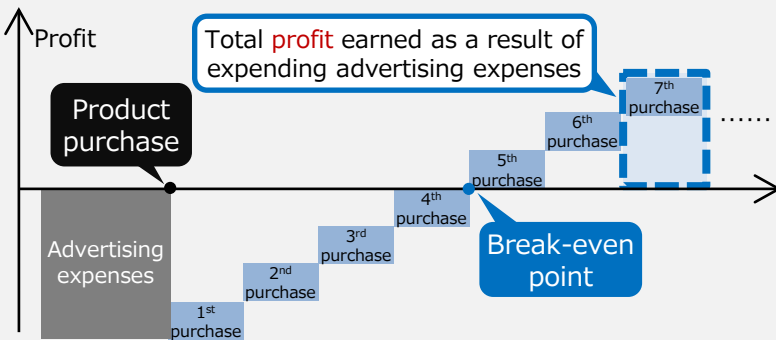 Profit
Total profit earned as a result of
expending advertising expenses
Product
purchase
Advertising
expenses
1st
purchase
2nd
purchase
3rd
purchase
4th
purchase
5th
purchase
6th
purchase
7th
purchase
……
Break-even
point